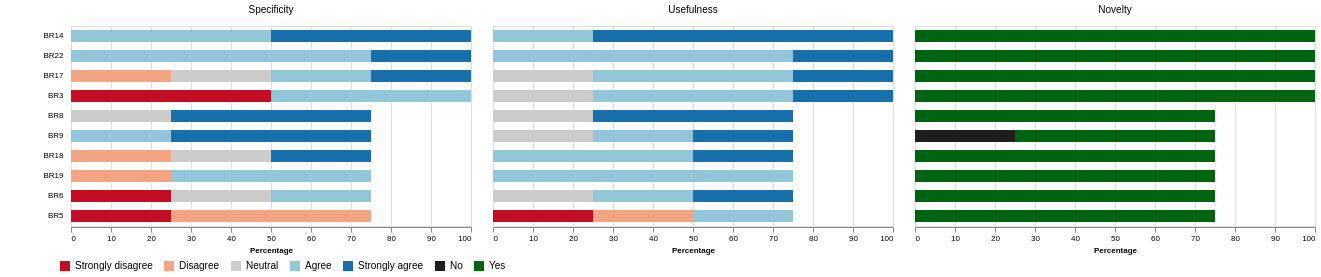 Specificity Usefulness Novelty
BR14
BR22
BR17
BR3
BR8
BR9
BR18
BR19
BR6
BR5
0 10 20 30 40 50 60 70 80 90 100 0 10 20 30 40 50 60 70 80 90 100 0 10 20 30 40 50 60 70 80 90 100
Percentage Percentage Percentage
Strongly disagree Disagree Neutral Agree Strongly agree No Yes